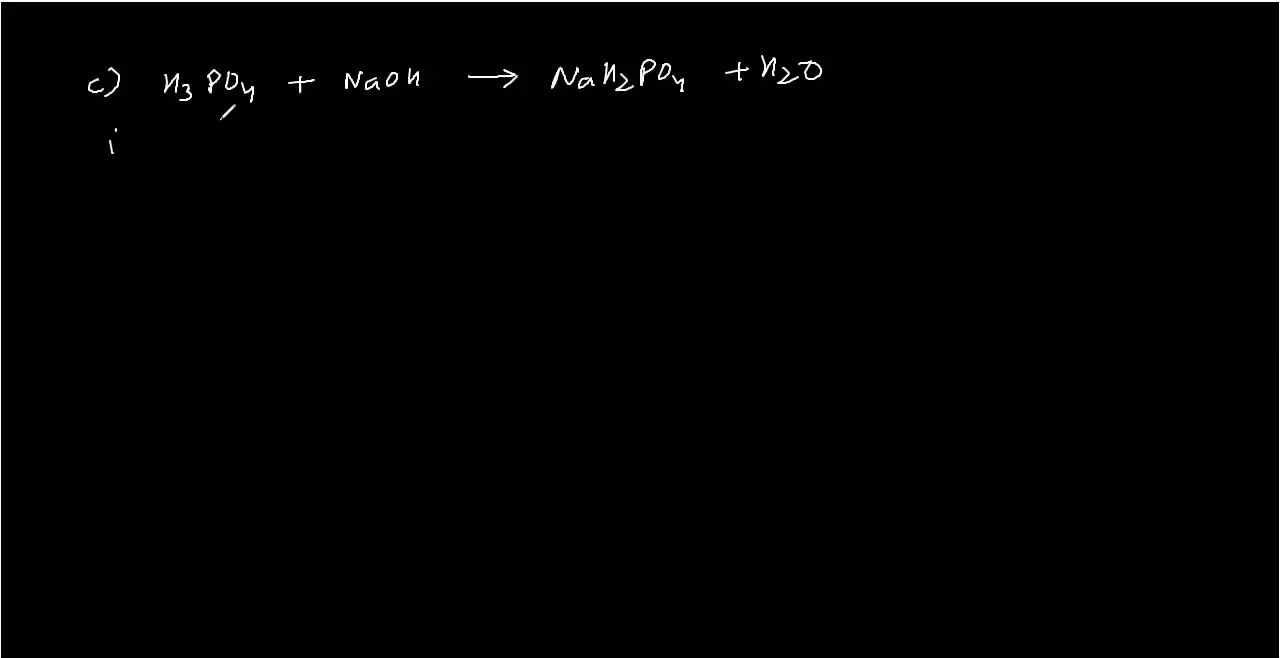 c) H3PO4 + NaOH → NaH2PO4 + H2O
i